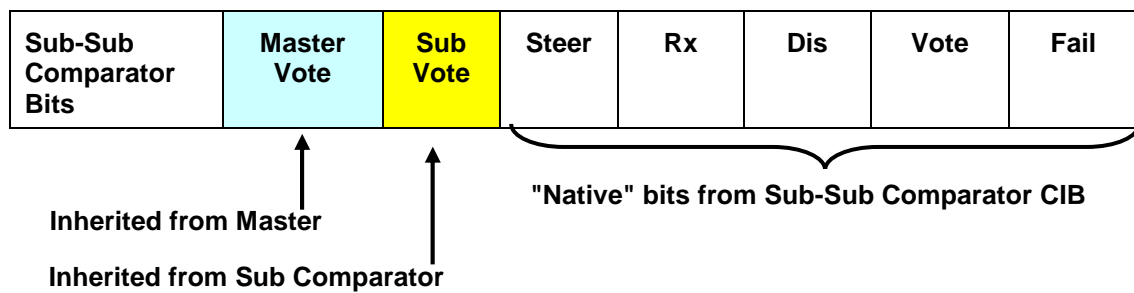 Sub-Sub Comparator Bits
Master Vote
Sub Vote
Steer
Rx
Dis
Vote
Fail
"Native" bits from Sub-Sub Comparator CIB
Inherited from Master
Inherited from Sub Comparator